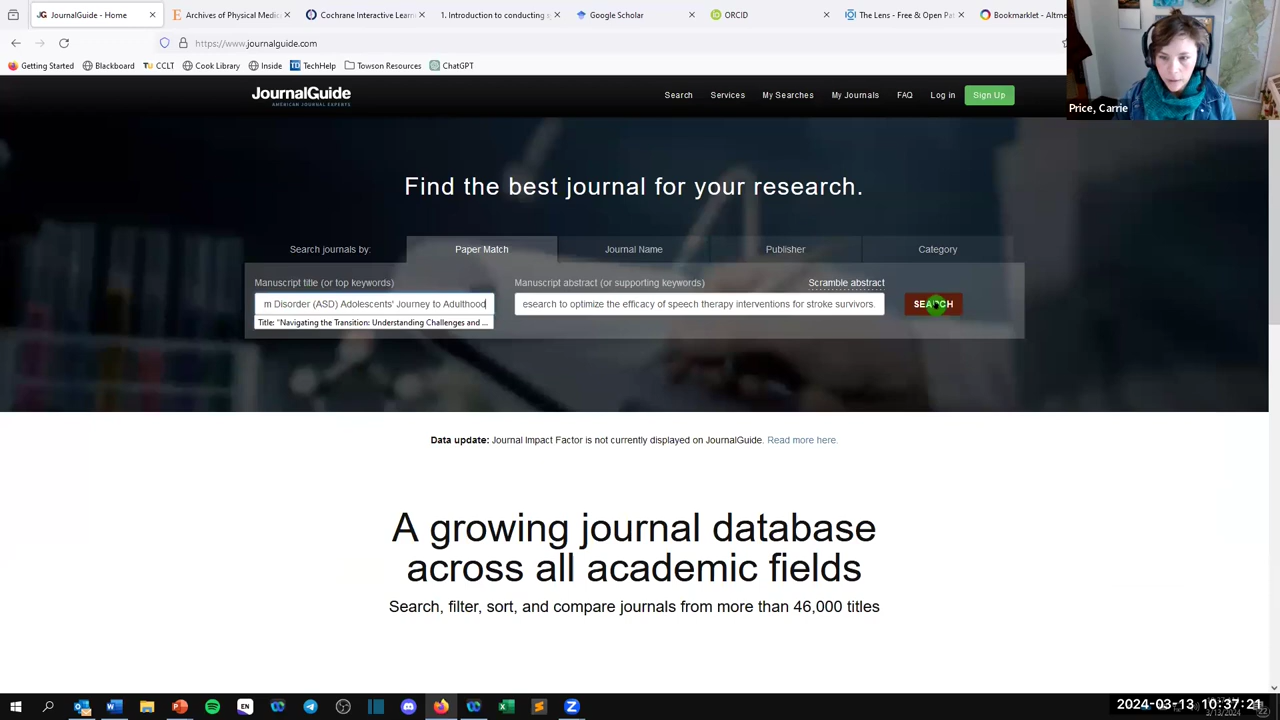 JournalGuide - Home
Archives of Physical Medici
Cochrane Interactive Learn
1. Introduction to conducting s
Google Scholar
ORCID
The Lens - Free & Open Pat
Bookmarklet - Altme
https://www.journalguide.com
Getting Started
Blackboard
CCLT
Cook Library
Inside
TechHelp
Towson Resources
ChatGPT
Price, Carrie
JournalGuide
AMERICAN JOURNAL EXPERTS
Search
Services
My Searches
My Journals
FAQ
Log in
Sign Up
Find the best journal for your research.
Search journals by:
Paper Match
Journal Name
Publisher
Category
Manuscript title (or top keywords)
Manuscript abstract (or supporting keywords)
Scramble abstract
m Disorder (ASD) Adolescents' Journey to Adulthood
esearch to optimize the efficacy of speech therapy interventions for stroke survivors.
SEARCH
Title: "Navigating the Transition: Understanding Challenges and ...
Data update: Journal Impact Factor is not currently displayed on JournalGuide. Read more here.
A growing journal database
across all academic fields
Search, filter, sort, and compare journals from more than 46,000 titles
2024-03-13 10:37:21